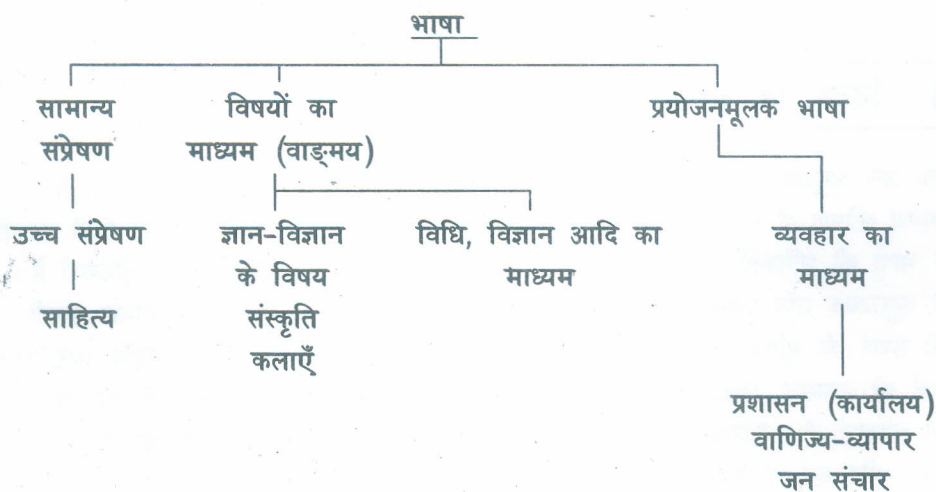 भाषा
सामान्य
संप्रेषण
विषयों का
माध्यम (वाङ्मय)
प्रयोजनमूलक भाषा
उच्च संप्रेषण
ज्ञान-विज्ञान
के विषय
संस्कृति
कलाएँ
विधि, विज्ञान आदि का
माध्यम
व्यवहार का
माध्यम
साहित्य
प्रशासन (कार्यालय)
वाणिज्य-व्यापार
जन संचार